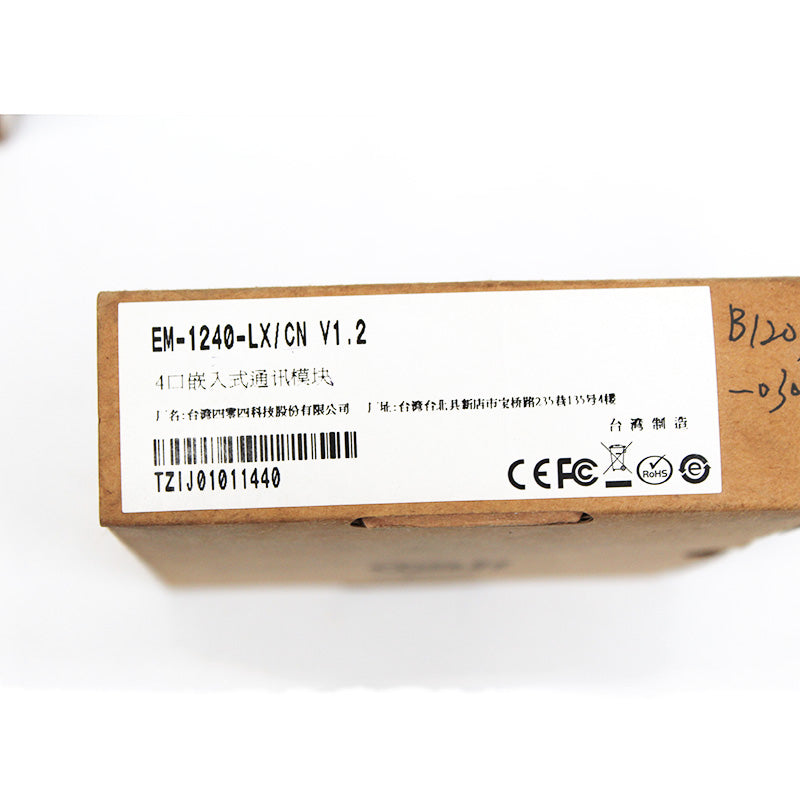 EM-1240-LX/CN V1.2
4口嵌入式通讯模块
厂名:台湾四零四科技股份有限公司 厂址:台湾台北县新店市宝桥路235巷135号4樓
台湾制造
TZIJ01011440
CE FC RoHS e
B120
-030